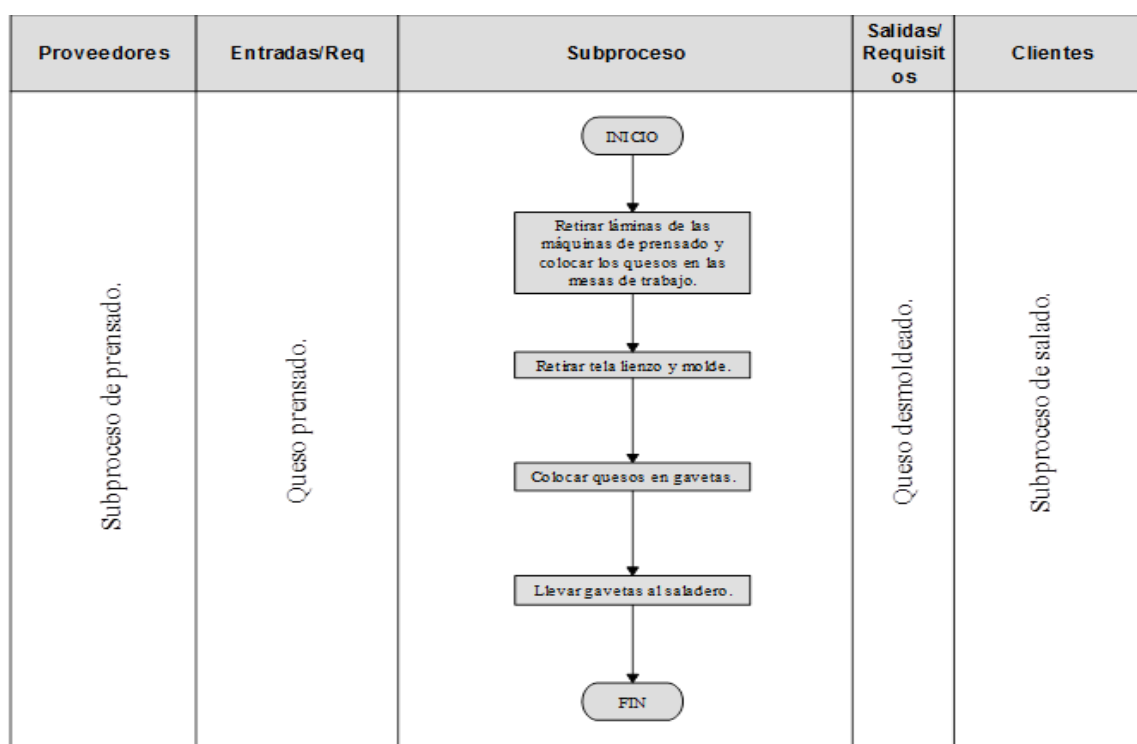 Proveedores
Entradas/Req
Subproceso
Salidas/
Requisit
os
Clientes
Subproceso de prensado.
Queso prensado.
INICIO
Retirar láminas de las
máquinas de prensado y
colocar los quesos en las
mesas de trabajo.
Retirar tela lienzo y molde.
Colocar quesos en gavetas.
Llevar gavetas al saladero.
FIN
Queso desmoldeado.
Subproceso de salado.